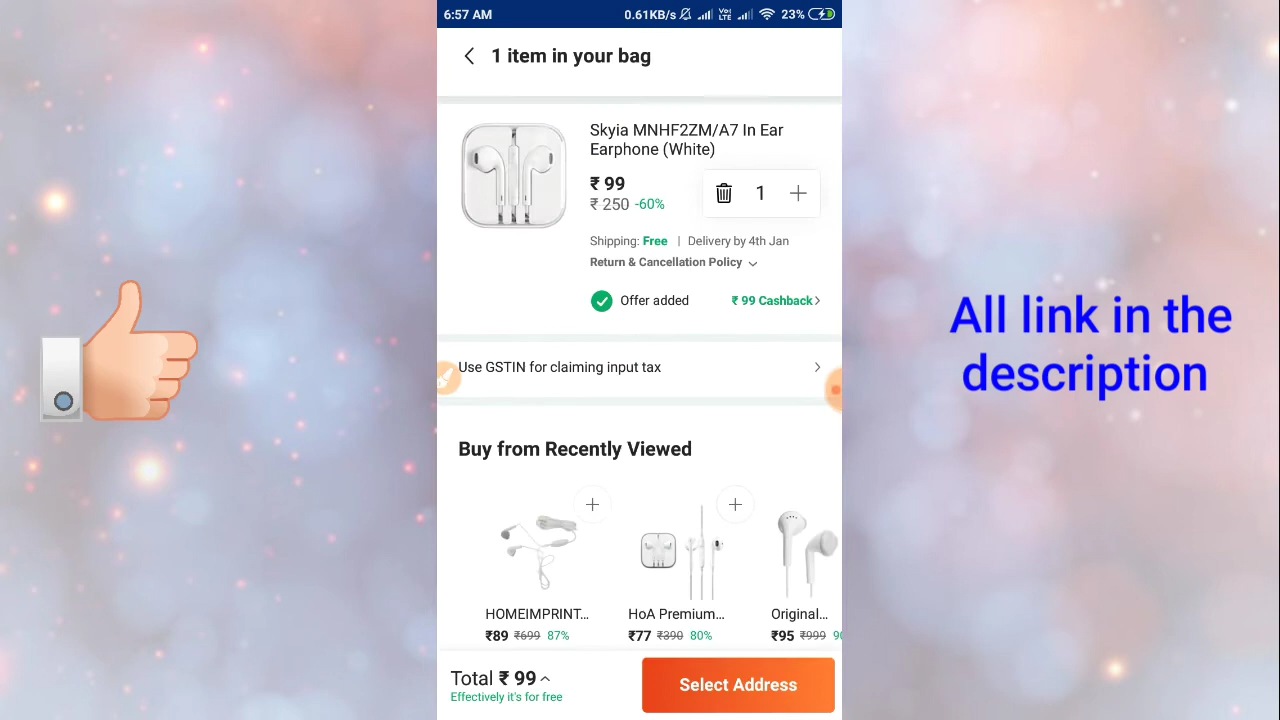 6:57 AM 0.61KB/s Vo! LTE 23%
1 item in your bag
Skyia MNHF2ZM/A7 In Ear
Earphone (White)
₹ 99
1
₹ 250 -60%
Shipping: Free | Delivery by 4th Jan
Return & Cancellation Policy
Offer added ₹ 99 Cashback
Use GSTIN for claiming input tax
Buy from Recently Viewed
HOMEIMPRINT... HoA Premium... Original...
₹89 ₹699 87% ₹77 ₹390 80% ₹95 ₹999
Total ₹ 99
Effectively it's for free
Select Address
All link in the
description